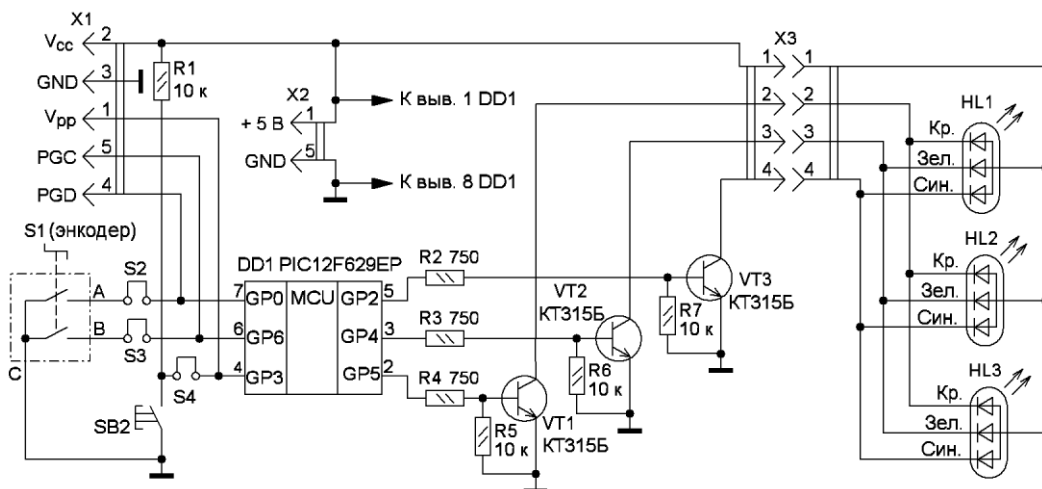 X1
Vcc 2
GND 3
Vpp 1
PGC 5
PGD 4
R1
10 к
X2
+ 5 В 1
GND 5
К выв. 1 DD1
К выв. 8 DD1
X3
1 1
2 2
3 3
4 4
HL1
Кр.
Зел.
Син.
HL2
Кр.
Зел.
Син.
HL3
Кр.
Зел.
Син.
S1 (энкодер)
A
B
C
S2
S3
S4
SB2
DD1 PIC12F629EP
MCU
7 GP0
6 GP6
4 GP3
GP2 5
GP4 3
GP5 2
R2 750
R3 750
R4 750
R5
10 к
VT1
КТ315Б
R6
10 к
VT2
КТ315Б
R7
10 к
VT3
КТ315Б